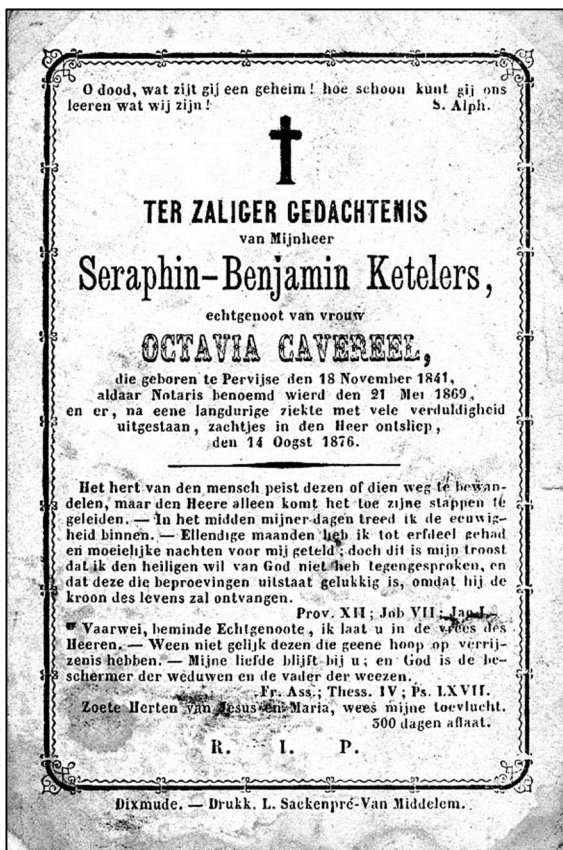 O dood, wat zijt gij een geheim! hoe schoon kunt gij ons
leeren wat wij zijn! S. Alph.
TER ZALIGER GEDACHTENIS
van Mijnheer
Seraphin-Benjamin Ketelers,
echtgenoot van vrouw
OCTAVIA CAVEREEL,
die geboren te Pervijse den 18 November 1841,
aldaar Notaris benoemd wierd den 21 Mei 1869,
en er, na eene langdurige ziekte met vele verduldigheid
uitgestaan, zachtjes in den Heer ontsliep,
den 14 Oogst 1876.
Het hert van den mensch peist dezen of dien weg te bewan-
delen, maar den Heere alleen komt het toe zijne stappen te
geleiden. — In het midden mijner dagen treed ik de eeuwig-
heid binnen. — Ellendige maanden heb ik tot erfdeel gehad
en moeielijke nachten voor mij geteld; doch dit is mijn troost
dat ik den heiligen wil van God niet heb tegengesproken, en
dat deze die beproevingen uitstaat gelukkig is, omdat hij de
kroon des levens zal ontvangen.
Prov. XII; Job VII; Jac I.
Vaarwel, beminde Echtgenoote, ik laat u in de vrees des
Heeren. — Ween niet gelijk dezen die geene hoop op verrij-
zenis hebben. — Mijne liefde blijft bij u; en God is de be-
schermer der weduwen en de vader der weezen.
Fr. Ass.; Thess. IV; Ps. LXVII.
Zoete Herten van Jesus en Maria, wees mijne toevlucht.
300 dagen aflaat.
R. I. P.
Dixmude. — Drukk. L. Sackenpré-Van Middelem.